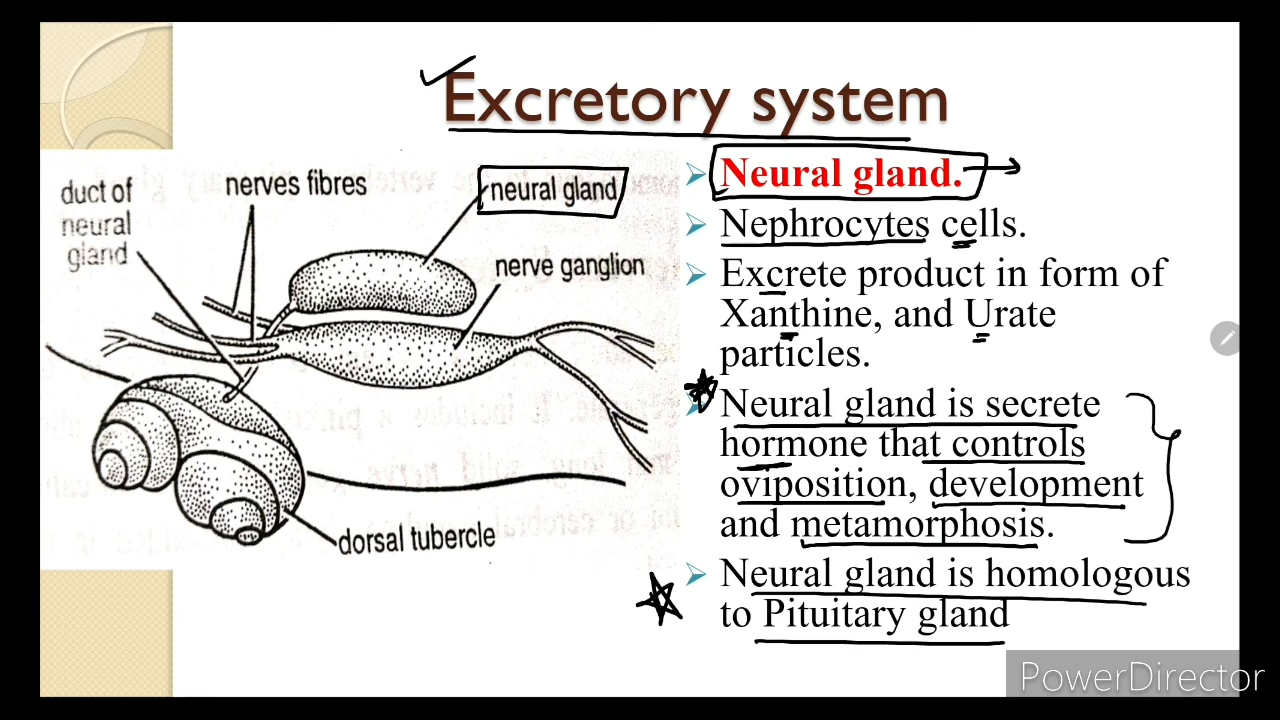 Excretory system
duct of
neural
gland
nerves fibres
neural gland
nerve ganglion
dorsal tubercle
Neural gland.
Nephrocytes cells.
Excrete product in form of
Xanthine, and Urate
particles.
Neural gland is secrete
hormone that controls
oviposition, development
and metamorphosis.
Neural gland is homologous
to Pituitary gland
PowerDirector